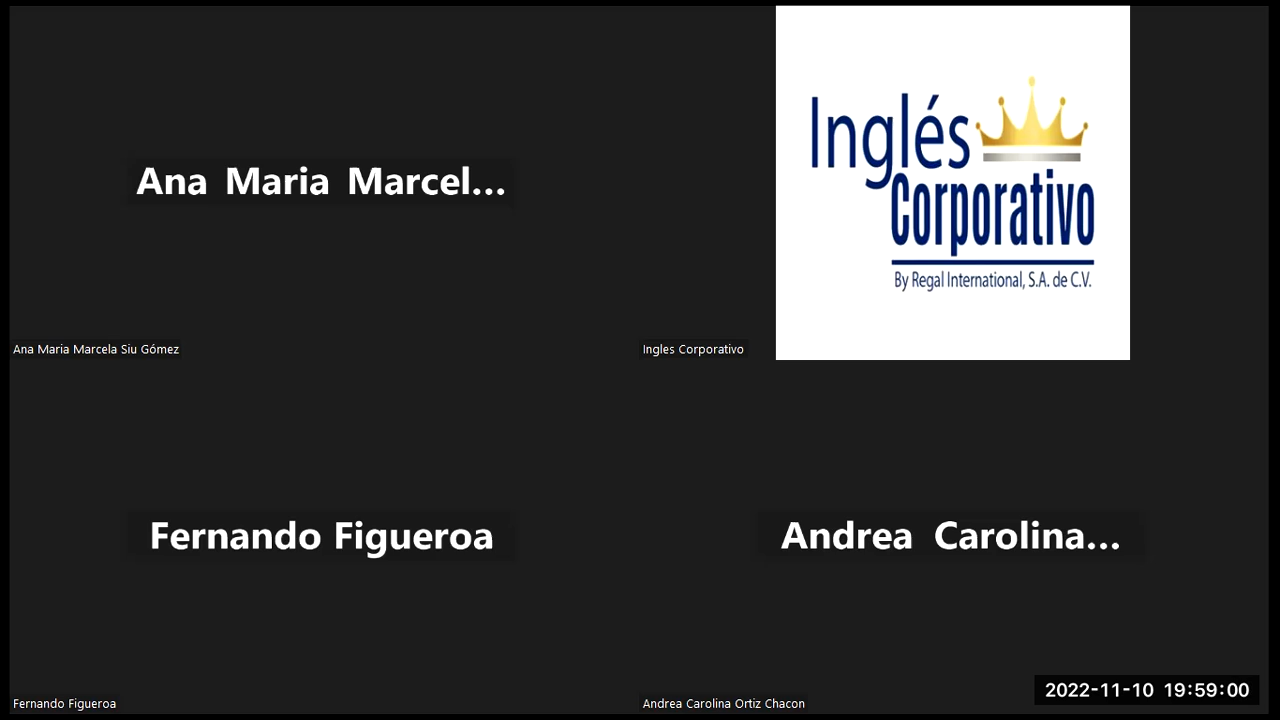 Ana Maria Marcel...
Ana Maria Marcela Siu Gómez
Inglés
Corporativo
By Regal International, S.A. de C.V.
Ingles Corporativo
Fernando Figueroa
Fernando Figueroa
Andrea Carolina...
Andrea Carolina Ortiz Chacon
2022-11-10 19:59:00